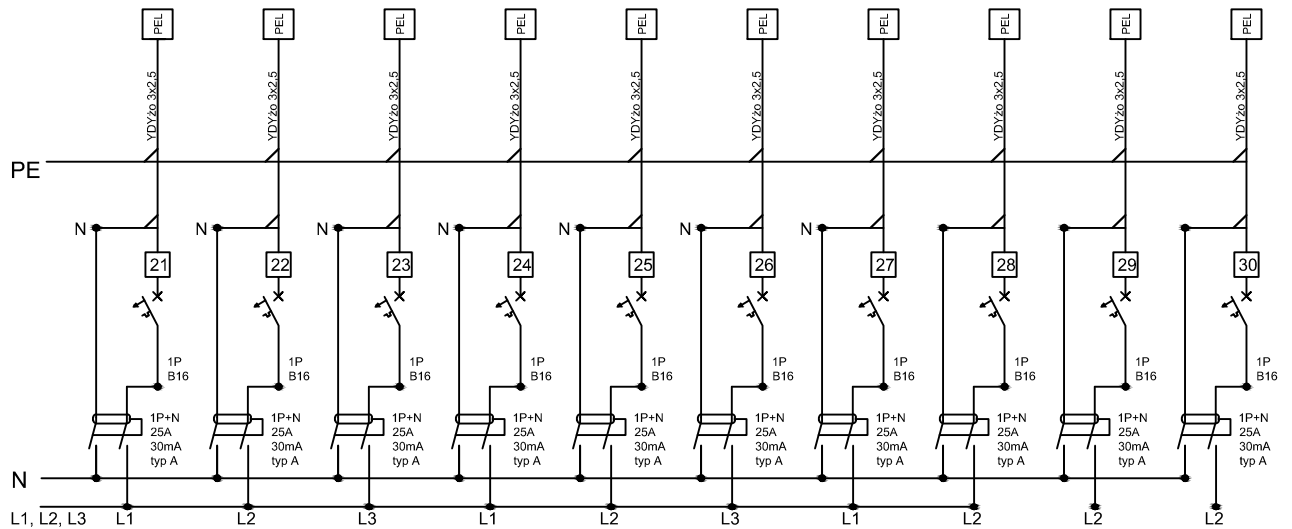 PEL PEL PEL PEL PEL PEL PEL PEL PEL PEL
YDYżo 3x2,5 YDYżo 3x2,5 YDYżo 3x2,5 YDYżo 3x2,5 YDYżo 3x2,5 YDYżo 3x2,5 YDYżo 3x2,5 YDYżo 3x2,5 YDYżo 3x2,5 YDYżo 3x2,5
PE
N N N N N N N
21 22 23 24 25 26 27 28 29 30
1P 1P 1P 1P 1P 1P 1P 1P 1P 1P
B16 B16 B16 B16 B16 B16 B16 B16 B16 B16
1P+N 1P+N 1P+N 1P+N 1P+N 1P+N 1P+N 1P+N 1P+N 1P+N
25A 25A 25A 25A 25A 25A 25A 25A 25A 25A
30mA 30mA 30mA 30mA 30mA 30mA 30mA 30mA 30mA 30mA
typ A typ A typ A typ A typ A typ A typ A typ A typ A typ A
N
L1, L2, L3 L1 L2 L3 L1 L2 L3 L1 L2 L2 L2